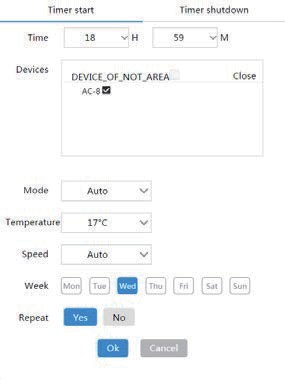 Timer start Timer shutdown
Time 18 H 59 M
Devices
DEVICE_OF_NOT_AREA Close
AC-8
Mode Auto
Temperature 17°C
Speed Auto
Week Mon Tue Wed Thu Fri Sat Sun
Repeat Yes No
Ok Cancel